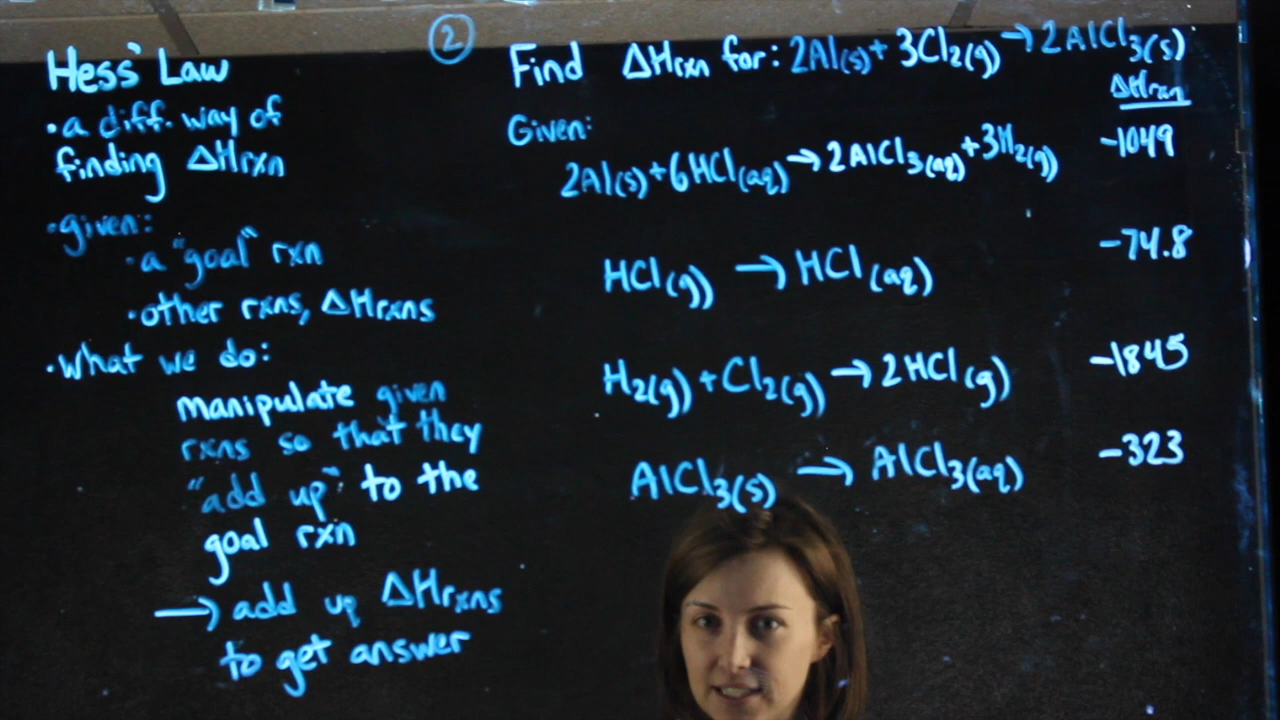 Hess' Law
• a diff. way of
finding ΔHrxn
• given:
• a "goal" rxn
• other rxns, ΔHrxns
• What we do:
manipulate given
rxns so that they
"add up" to the
goal rxn
→ add up ΔHrxns
to get answer
② Find ΔHrxn for: 2Al(s) + 3Cl₂(g) → 2AlCl₃(s)
ΔHrxn
Given:
2Al(s) + 6HCl(aq) → 2AlCl₃(aq) + 3H₂(g) -1049
HCl(g) → HCl(aq) -74.8
H₂(g) + Cl₂(g) → 2HCl(g) -1845
AlCl₃(s) → AlCl₃(aq) -323